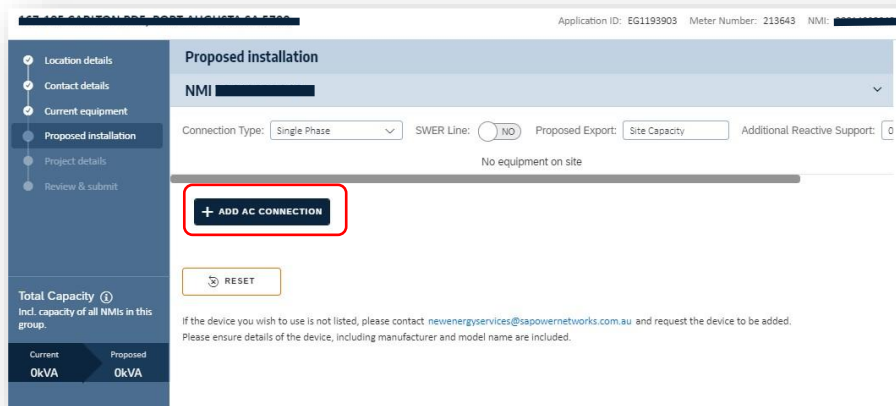 Application ID: EG1193903 Meter Number: 213643 NMI:
Location details
Contact details
Current equipment
Proposed installation
Project details
Review & submit
Total Capacity
Incl. capacity of all NMIs in this
group.
Current Proposed
0kVA 0kVA
Proposed installation
NMI
Connection Type: Single Phase SWER Line: NO Proposed Export: Site Capacity Additional Reactive Support: 0
No equipment on site
+ ADD AC CONNECTION
RESET
If the device you wish to use is not listed, please contact newenergyservices@sapowernetworks.com.au and request the device to be added.
Please ensure details of the device, including manufacturer and model name are included.